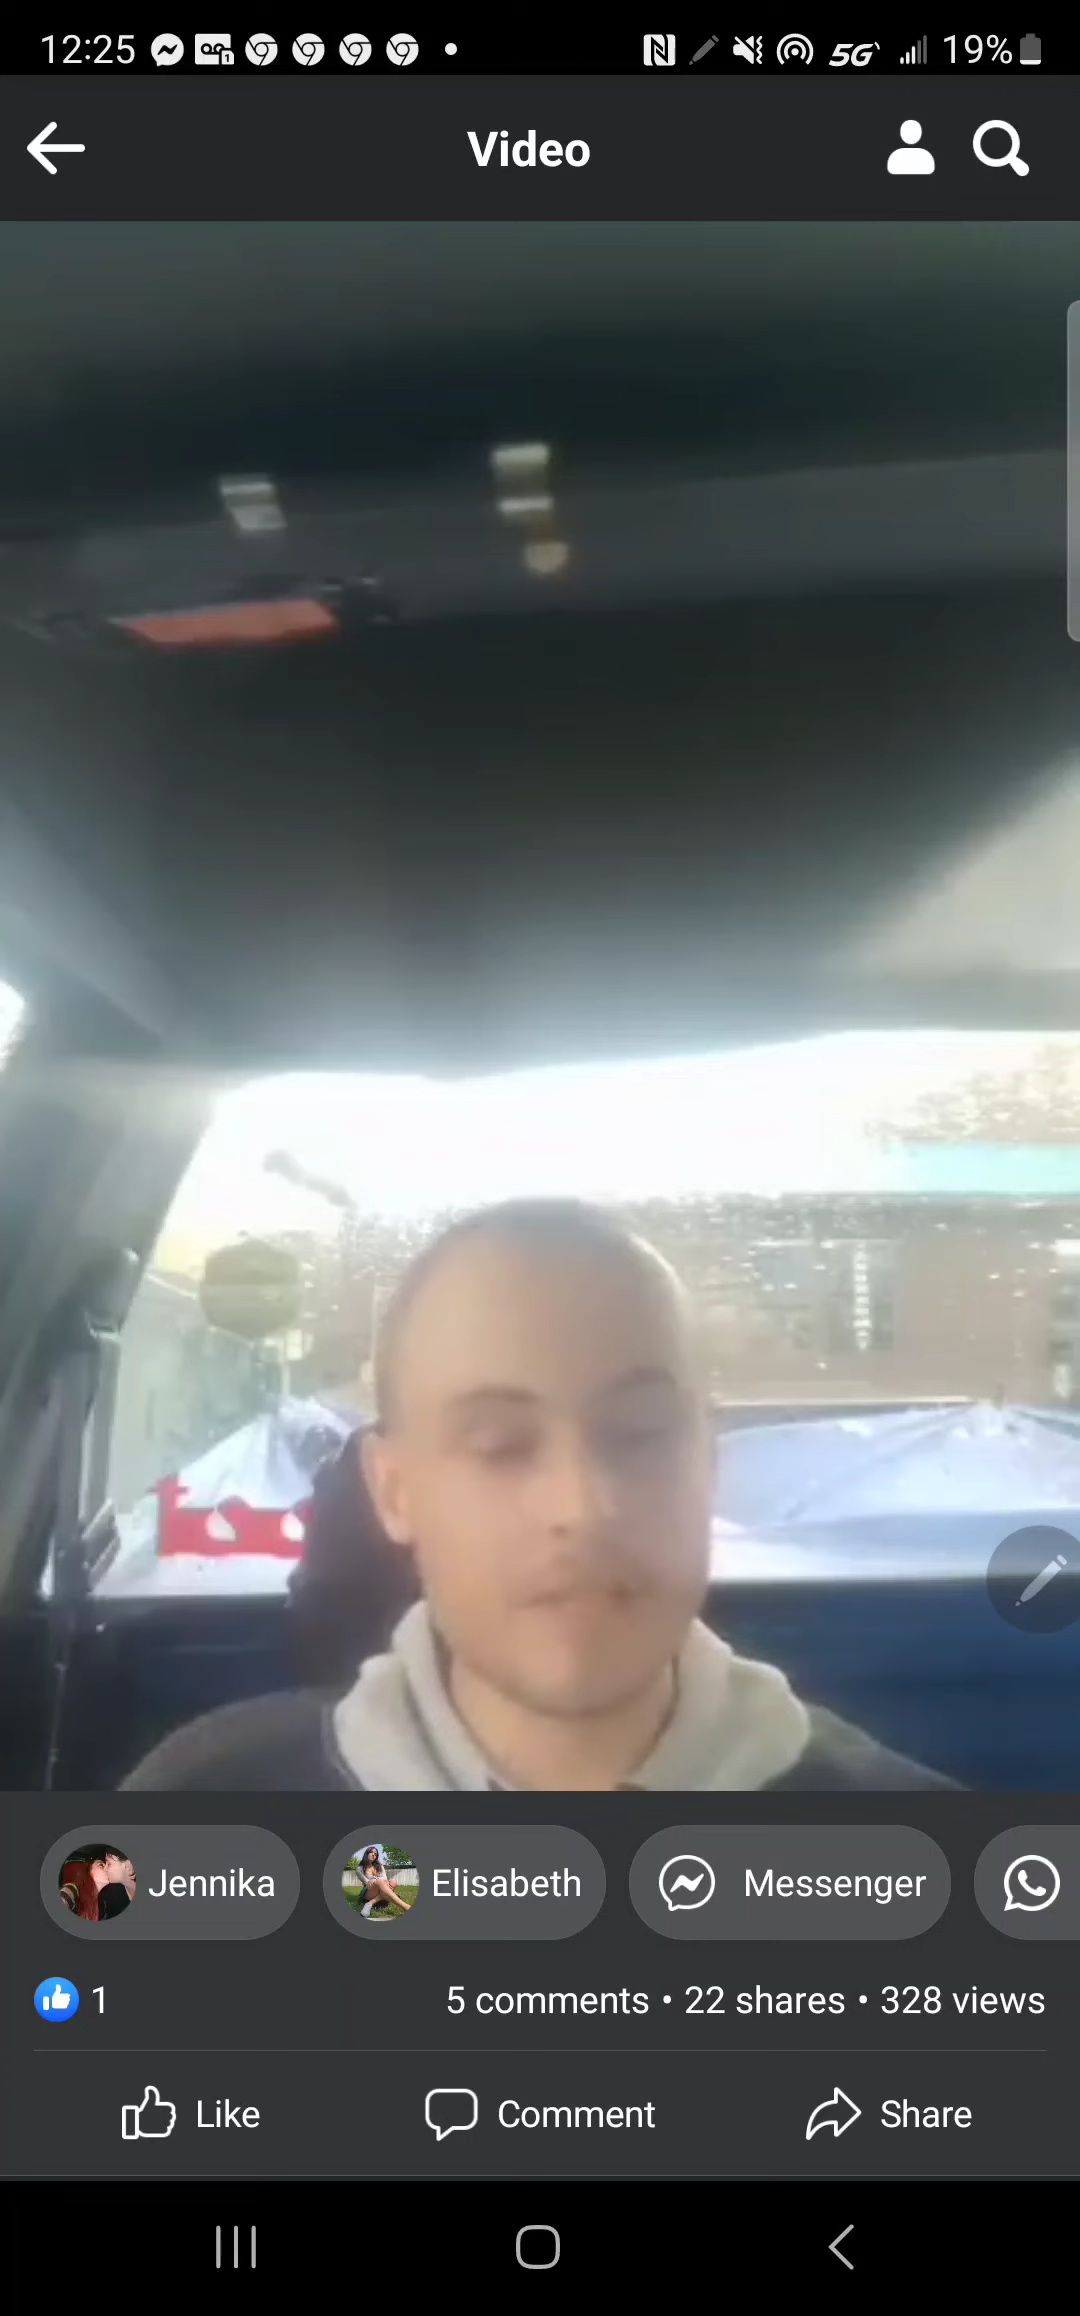 12:25
5G
19%
Video
Jennika
Elisabeth
Messenger
1
5 comments • 22 shares • 328 views
Like
Comment
Share